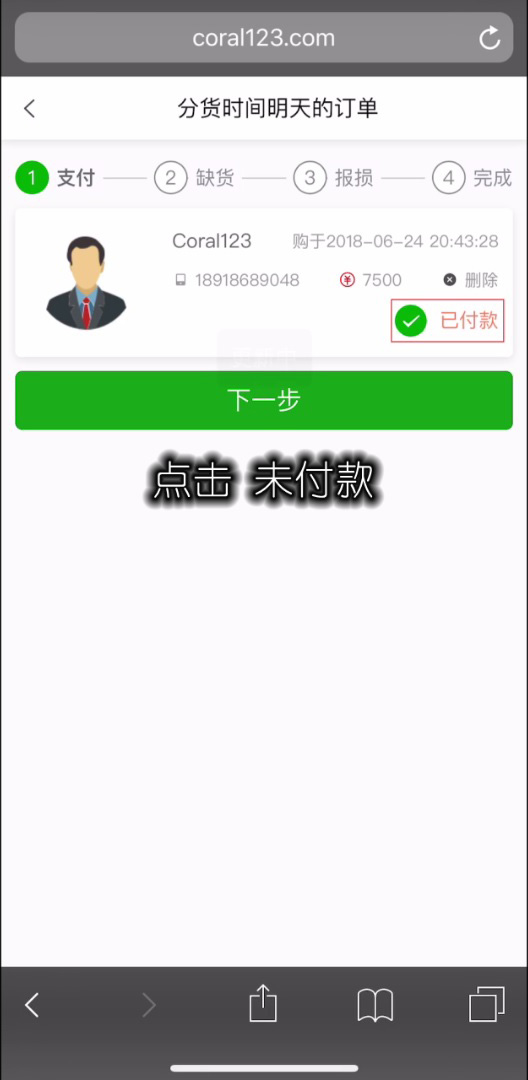 coral123.com
分货时间明天的订单
1 支付 2 缺货 3 报损 4 完成
Coral123 购于2018-06-24 20:43:28
18918689048 7500 删除
已付款
下一步
点击 未付款